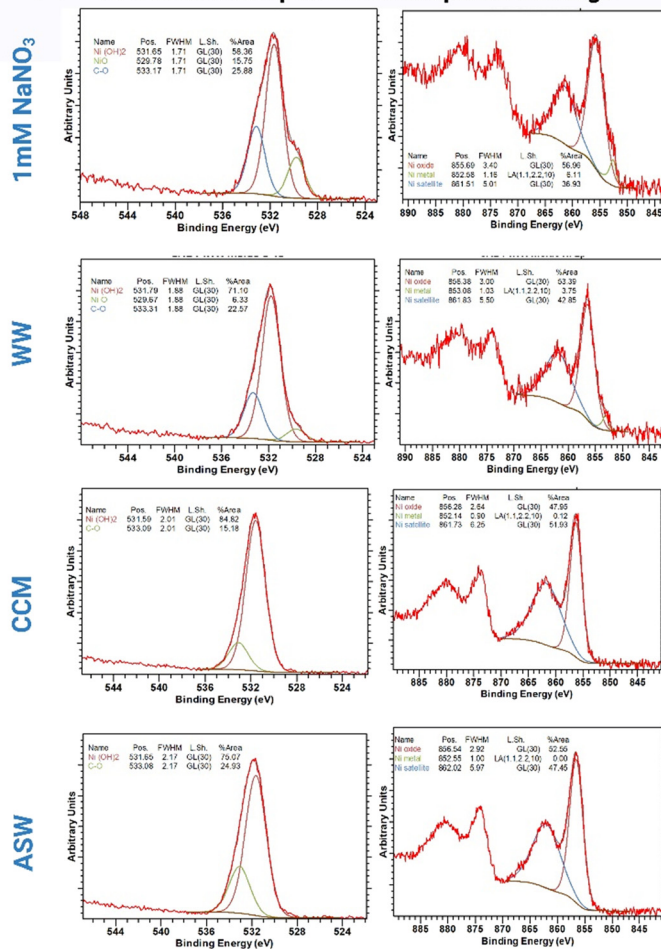 1mM NaNO3
Name Pos. FWHM L.Sh. %Area
Ni (OH)2 531.65 1.71 GL(30) 58.36
NiO 529.78 1.71 GL(30) 15.75
C-O 533.17 1.71 GL(30) 25.88
Arbitrary Units
548 544 540 536 532 528 524
Binding Energy (eV)
Name Pos. FWHM L.Sh. %Area
Ni oxide 855.69 3.40 GL(30) 56.96
Ni metal 852.58 1.16 LA(1.1,2.2,10) 6.11
Ni satellite 861.51 5.01 GL(30) 36.93
Arbitrary Units
890 880 870 860 850 840
Binding Energy (eV)
WW
Name Pos. FWHM L.Sh. %Area
Ni (OH)2 531.79 1.88 GL(30) 71.10
Ni O 529.67 1.88 GL(30) 6.33
C-O 533.31 1.88 GL(30) 22.57
Arbitrary Units
544 540 536 532 528
Binding Energy (eV)
Name Pos. FWHM L.Sh. %Area
Ni oxide 856.38 3.00 GL(30) 53.39
Ni metal 853.08 1.03 LA(1.1,2.2,10) 3.75
Ni satellite 861.83 5.50 GL(30) 42.85
Arbitrary Units
890 885 880 875 870 865 860 855 850 845
Binding Energy (eV)
CCM
Name Pos. FWHM L.Sh. %Area
Ni (OH)2 531.59 2.01 GL(30) 84.82
C-O 533.09 2.01 GL(30) 15.18
Arbitrary Units
544 540 536 532 528 524
Binding Energy (eV)
Name Pos. FWHM L.Sh. %Area
Ni oxide 856.28 2.64 GL(30) 47.95
Ni metal 852.14 0.90 LA(1.1,2.2,10) 0.12
Ni satellite 861.73 6.25 GL(30) 51.93
Arbitrary Units
885 880 875 870 865 860 855 850 845
Binding Energy (eV)
ASW
Name Pos. FWHM L.Sh. %Area
Ni (OH)2 531.65 2.17 GL(30) 75.07
C-O 533.08 2.17 GL(30) 24.93
Arbitrary Units
544 540 536 532 528 524
Binding Energy (eV)
Name Pos. FWHM L.Sh. %Area
Ni oxide 856.54 2.92 GL(30) 52.55
Ni metal 852.55 1.00 LA(1.1,2.2,10) 0.00
Ni satellite 862.02 5.97 GL(30) 47.45
Arbitrary Units
885 880 875 870 865 860 855 850 845
Binding Energy (eV)